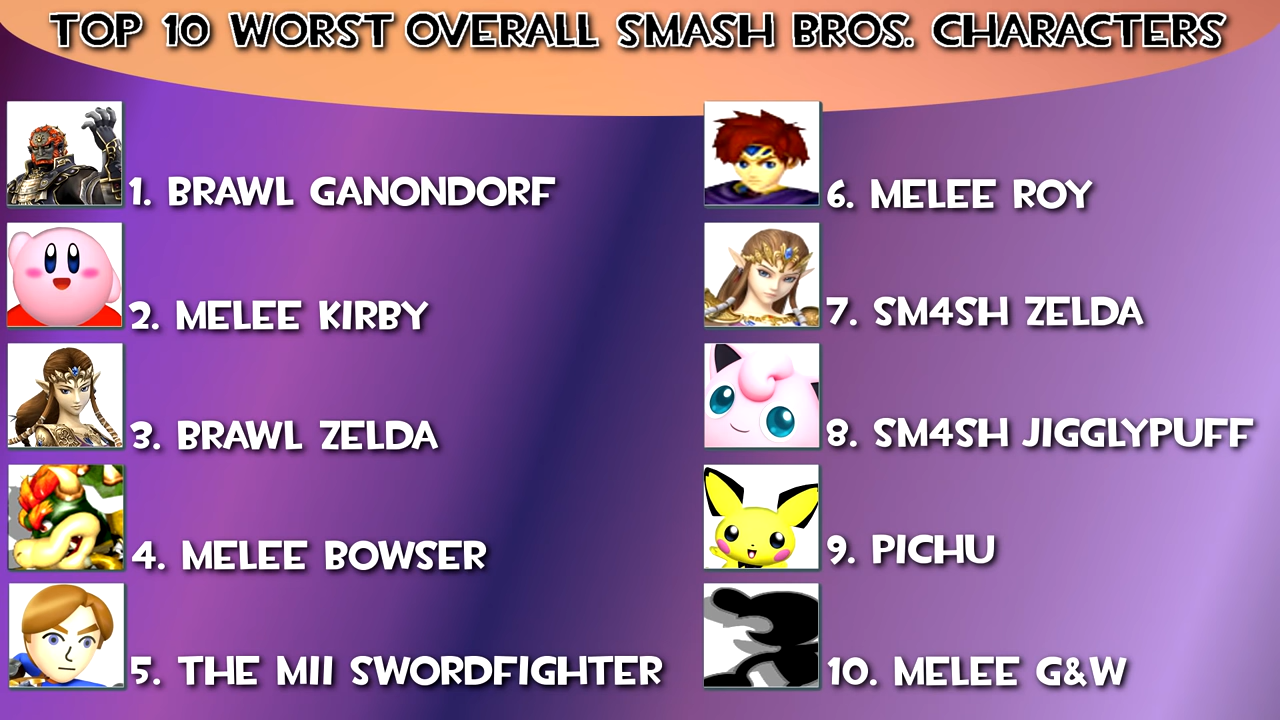 TOP 10 WORST OVERALL SMASH BROS. CHARACTERS
1. BRAWL GANONDORF
2. MELEE KIRBY
3. BRAWL ZELDA
4. MELEE BOWSER
5. THE MII SWORDFIGHTER
6. MELEE ROY
7. SM4SH ZELDA
8. SM4SH JIGGLYPUFF
9. PICHU
10. MELEE G&W